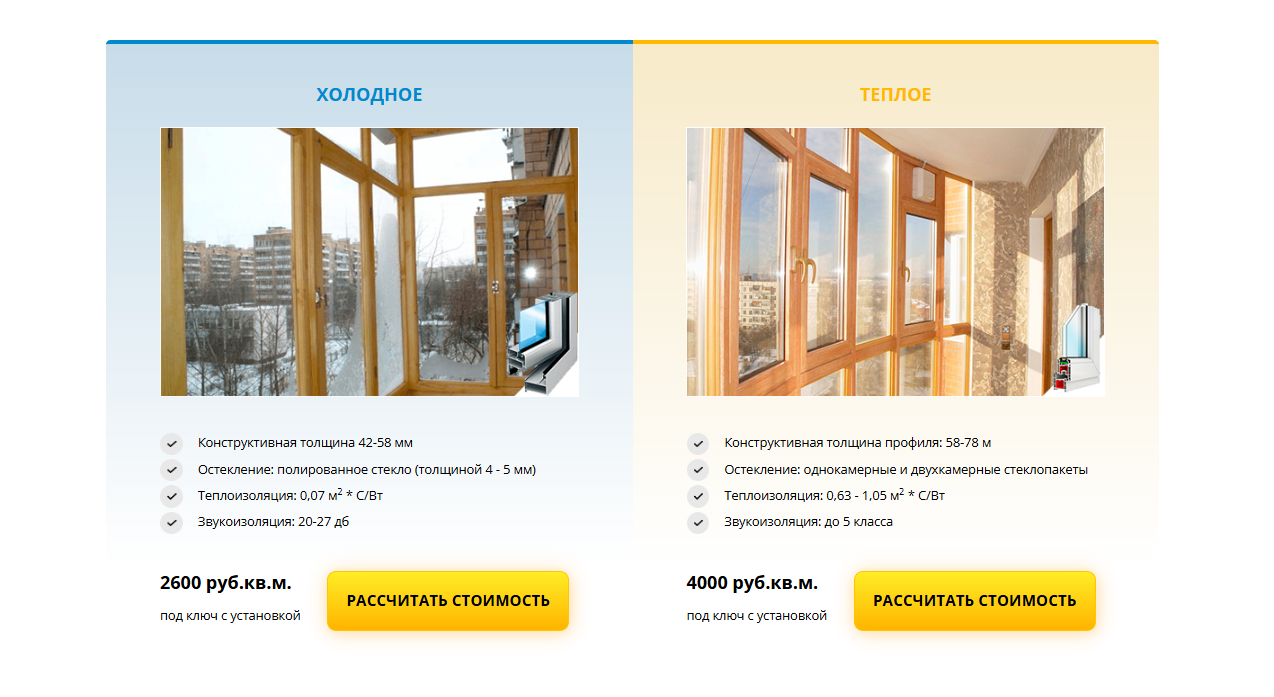 ХОЛОДНОЕ
Конструктивная толщина 42-58 мм
Остекление: полированное стекло (толщиной 4 - 5 мм)
Теплоизоляция: 0,07 м² * С/Вт
Звукоизоляция: 20-27 дб
2600 руб.кв.м.
под ключ с установкой
РАССЧИТАТЬ СТОИМОСТЬ
ТЕПЛОЕ
Конструктивная толщина профиля: 58-78 м
Остекление: однокамерные и двухкамерные стеклопакеты
Теплоизоляция: 0,63 - 1,05 м² * С/Вт
Звукоизоляция: до 5 класса
4000 руб.кв.м.
под ключ с установкой
РАССЧИТАТЬ СТОИМОСТЬ